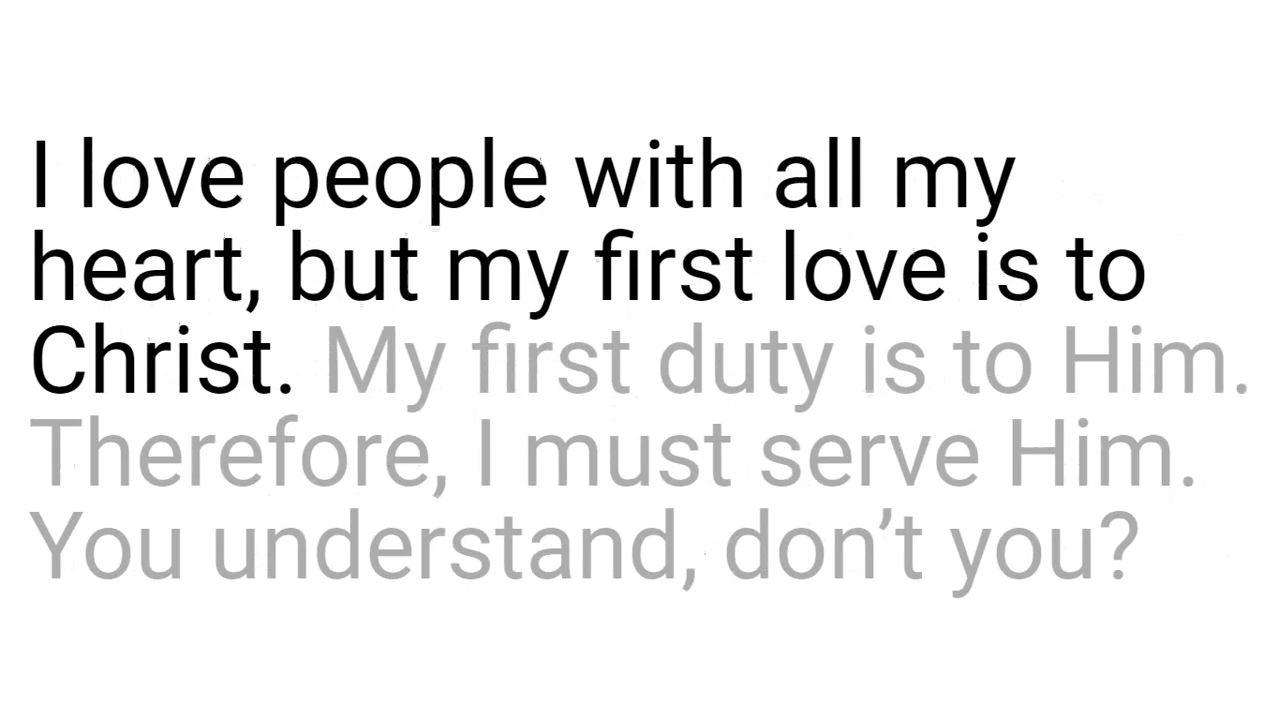 I love people with all my
heart, but my first love is to
Christ. My first duty is to Him.
Therefore, I must serve Him.
You understand, don’t you?